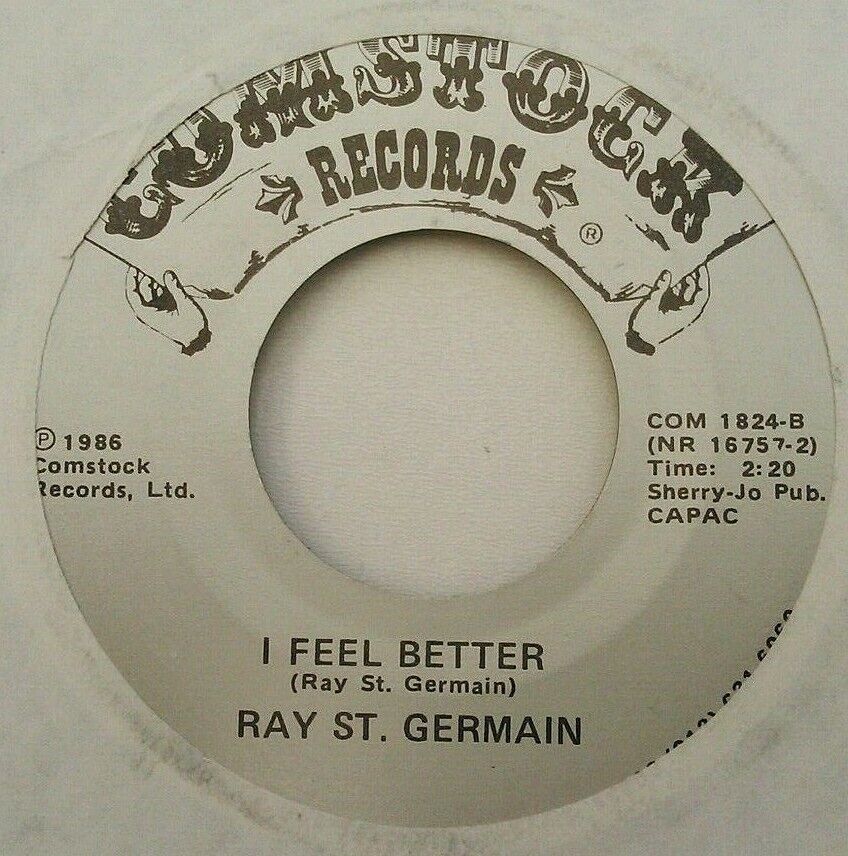 COMSTOCK
RECORDS
®
℗ 1986
Comstock
Records, Ltd.
COM 1824-B
(NR 16757-2)
Time: 2:20
Sherry-Jo Pub.
CAPAC
I FEEL BETTER
(Ray St. Germain)
RAY ST. GERMAIN